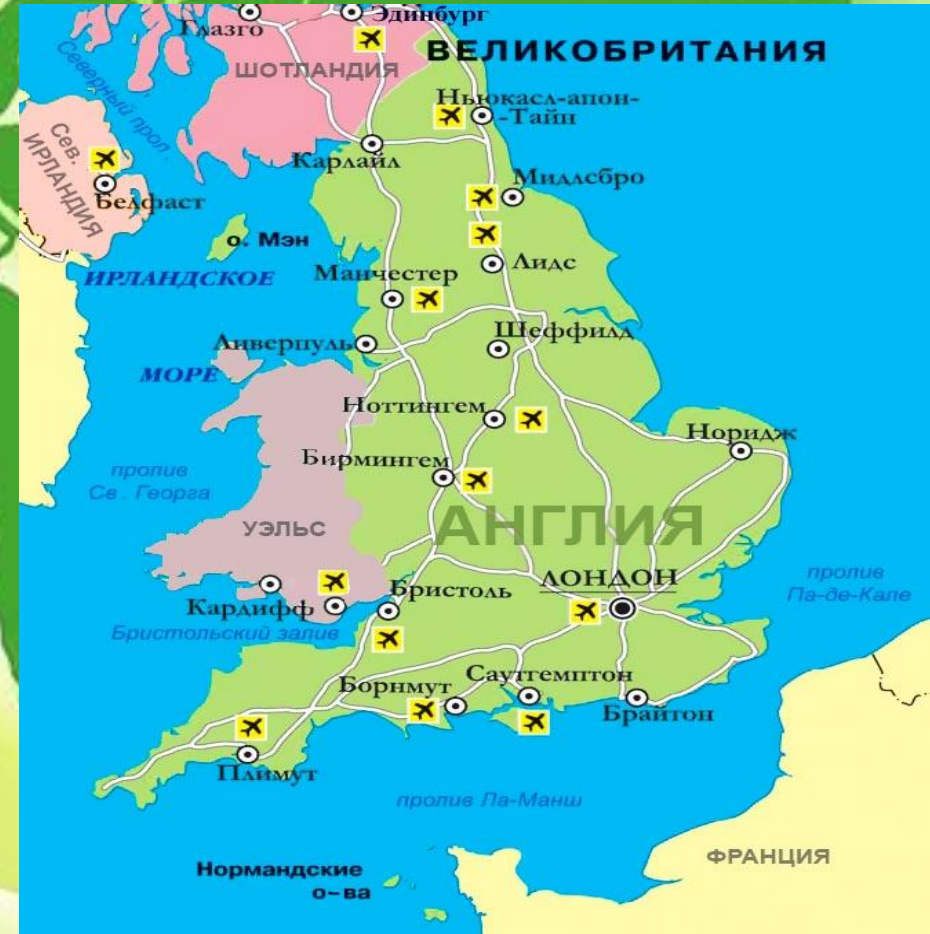 Эдинбург
Глазго
ВЕЛИКОБРИТАНИЯ
ШОТЛАНДИЯ
Северный прол.
Ньюкасл-апон-
-Тайн
Сев.
ИРЛАНДИЯ
Карлайл
Белфаст
Мидлсбро
о. Мэн
Лидс
ИРЛАНДСКОЕ
Манчестер
Ливерпуль
Шеффилд
МОРЕ
Ноттингем
Норидж
Бирмингем
пролив
Св. Георга
УЭЛЬС
АНГЛИЯ
ЛОНДОН
пролив
Па-де-Кале
Кардифф
Бристоль
Бристольский залив
Саутгемптон
Борнмут
Брайтон
Плимут
пролив Ла-Манш
ФРАНЦИЯ
Нормандские
о-ва